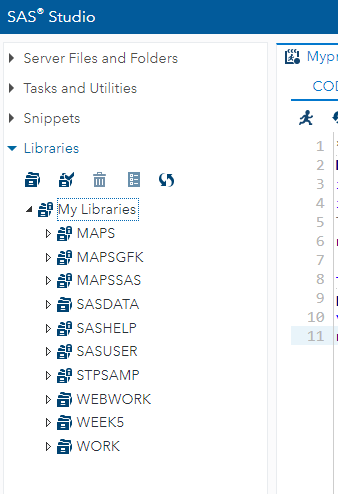 SAS® Studio
Server Files and Folders
Tasks and Utilities
Snippets
Libraries
My Libraries
MAPS
MAPSGFK
MAPSSAS
SASDATA
SASHELP
SASUSER
STPSAMP
WEBWORK
WEEK5
WORK
Mypr
COD
1
2
3
4
5
6
7
8
9
10
11